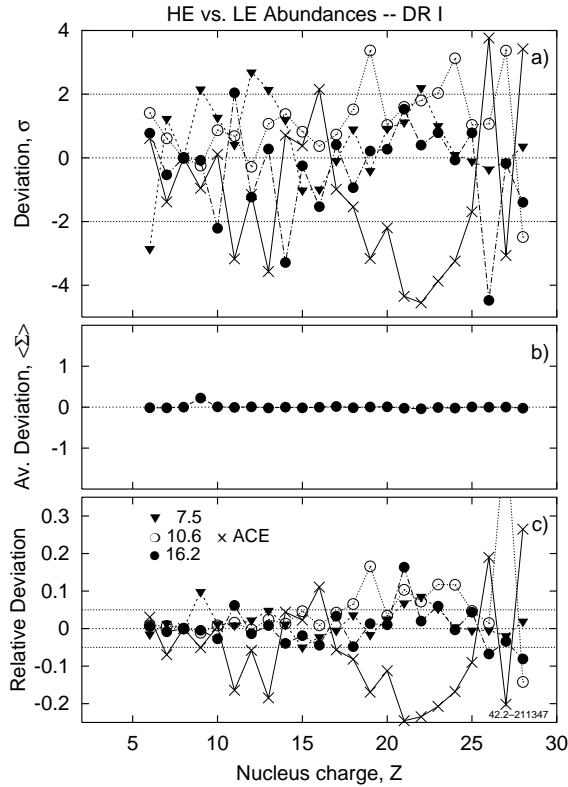 HE vs. LE Abundances -- DR I
4
2
0
-2
-4
Deviation, σ
a)
1
0
-1
Av. Deviation, <Σ>
b)
0.3
0.2
0.1
0
-0.1
-0.2
Relative Deviation
c)
7.5
10.6
ACE
16.2
42.2–211347
5 10 15 20 25 30
Nucleus charge, Z